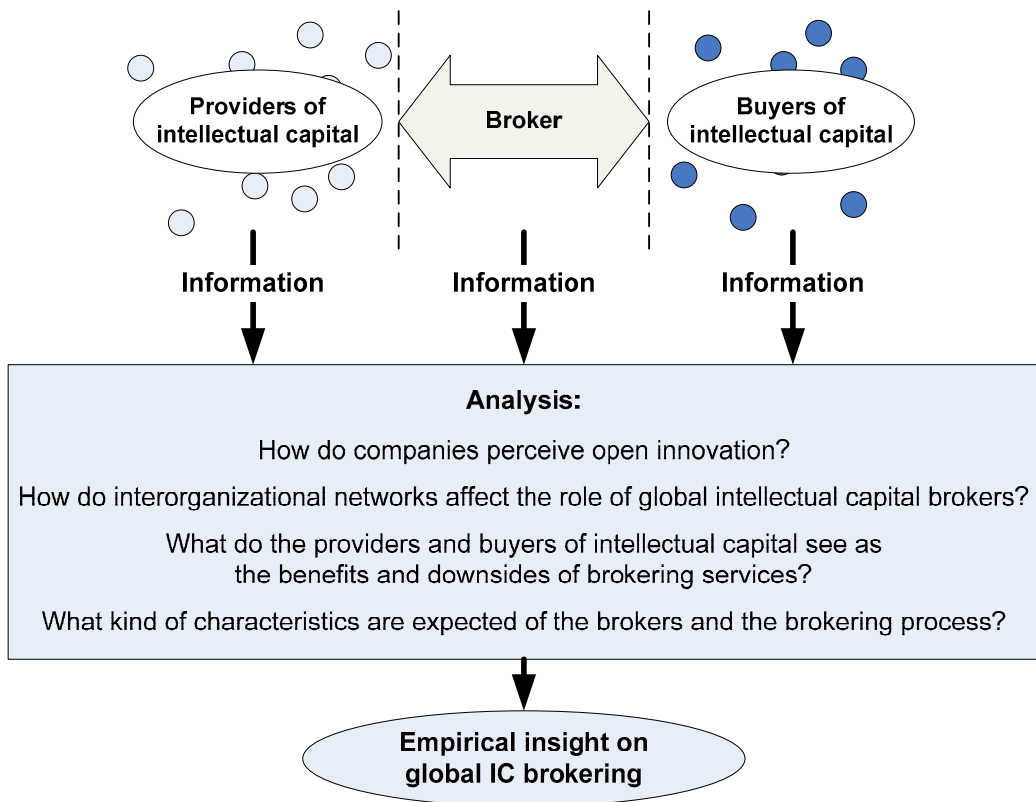 Providers of
intellectual capital
Broker
Buyers of
intellectual capital
Information
Information
Information
Analysis:
How do companies perceive open innovation?
How do interorganizational networks affect the role of global intellectual capital brokers?
What do the providers and buyers of intellectual capital see as
the benefits and downsides of brokering services?
What kind of characteristics are expected of the brokers and the brokering process?
Empirical insight on
global IC brokering